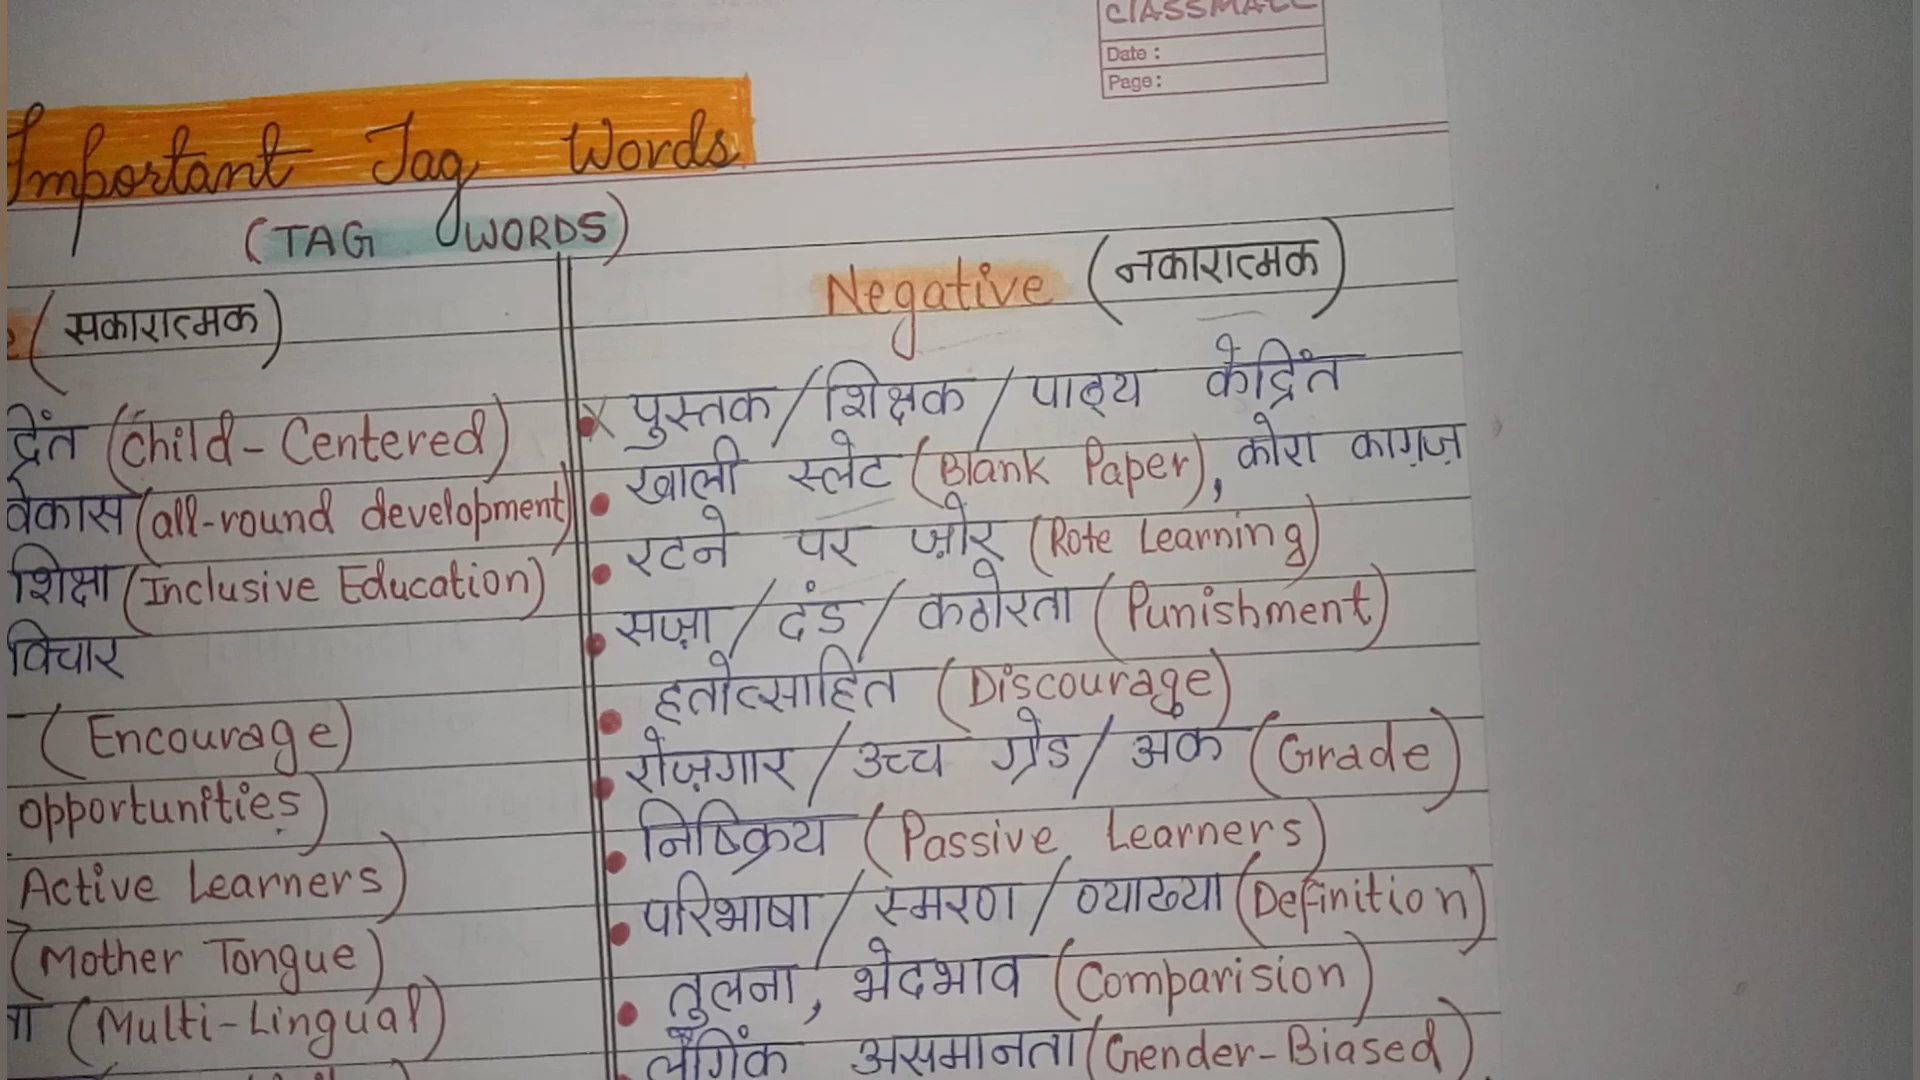 CLASSMATE
Date :
Page :
Important Tag Words
(TAG WORDS)
(सकारात्मक)
Negative (नकारात्मक)
(Child-Centered)
(all-round development)
शिक्षा (Inclusive Education)
विचार
(Encourage)
opportunities)
Active Learners)
(Mother Tongue)
(Multi-Lingual)
पुस्तक/शिक्षक/पाठ्य केंद्रित
खाली स्लेट (Blank Paper), कोरा काग़ज़
रटने पर ज़ोर (Rote Learning)
सज़ा/दंड/कठोरता (Punishment)
हतोत्साहित (Discourage)
रोज़गार/उच्च ग्रेड/अंक (Grade)
निष्क्रिय (Passive Learners)
परिभाषा/स्मरण/व्याख्या (Definition)
तुलना, भेदभाव (Comparision)
लैंगिक असमानता (Gender-Biased)